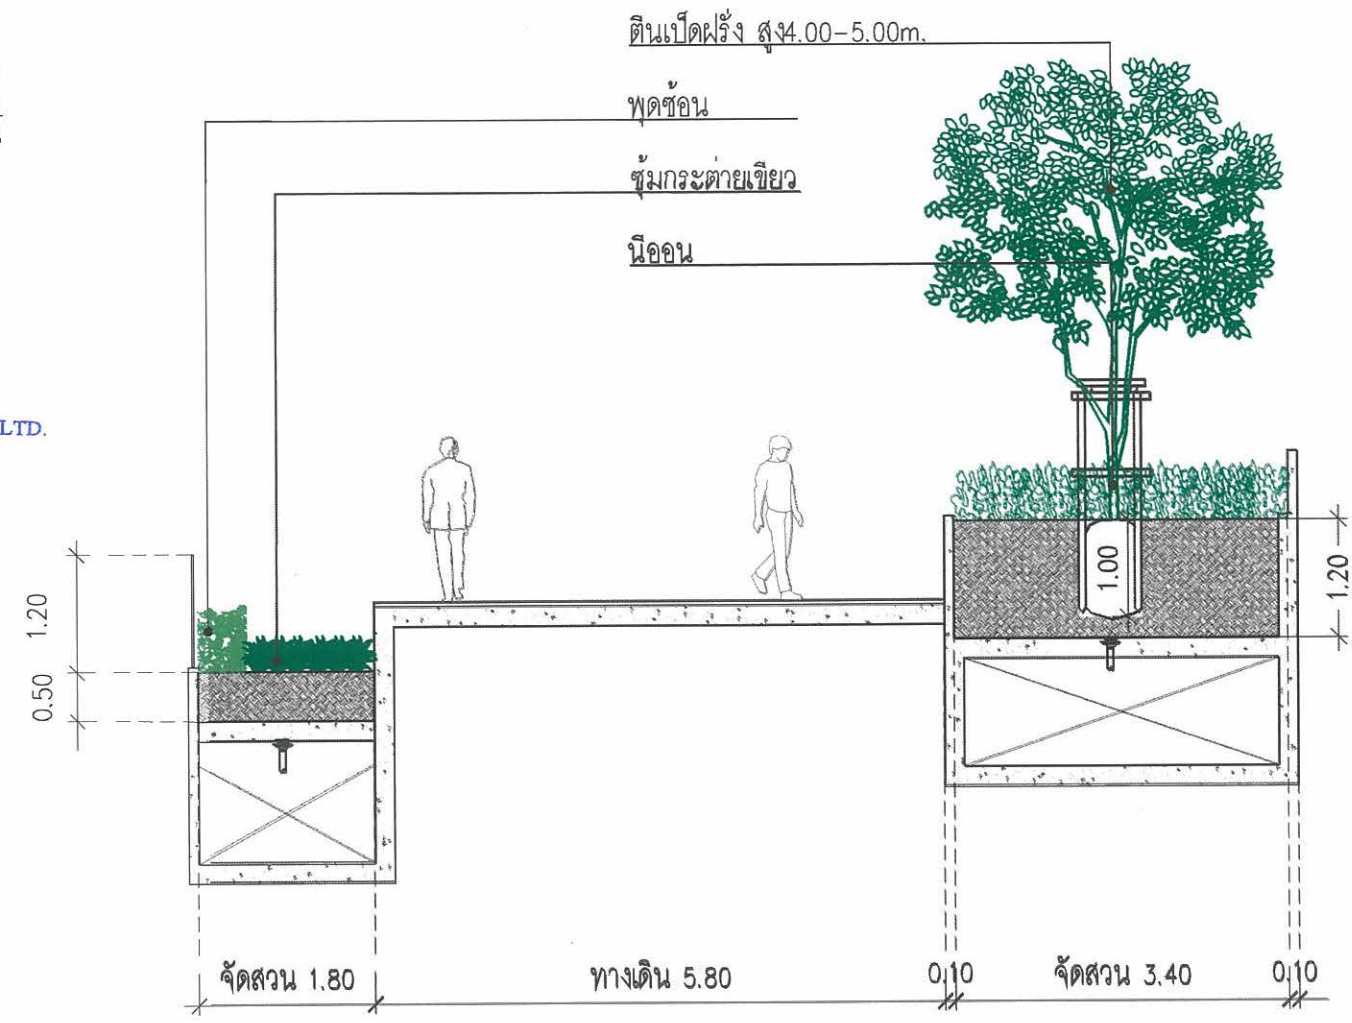 ตีนเป็ดฝรั่ง สูง4.00-5.00m.
พุดซ้อน
ซุ้มกระต่ายเขียว
นีออน
LTD.
1.00
1.20
1.20
0.50
จัดสวน 1.80
ทางเดิน 5.80
0.10
จัดสวน 3.40
0.10